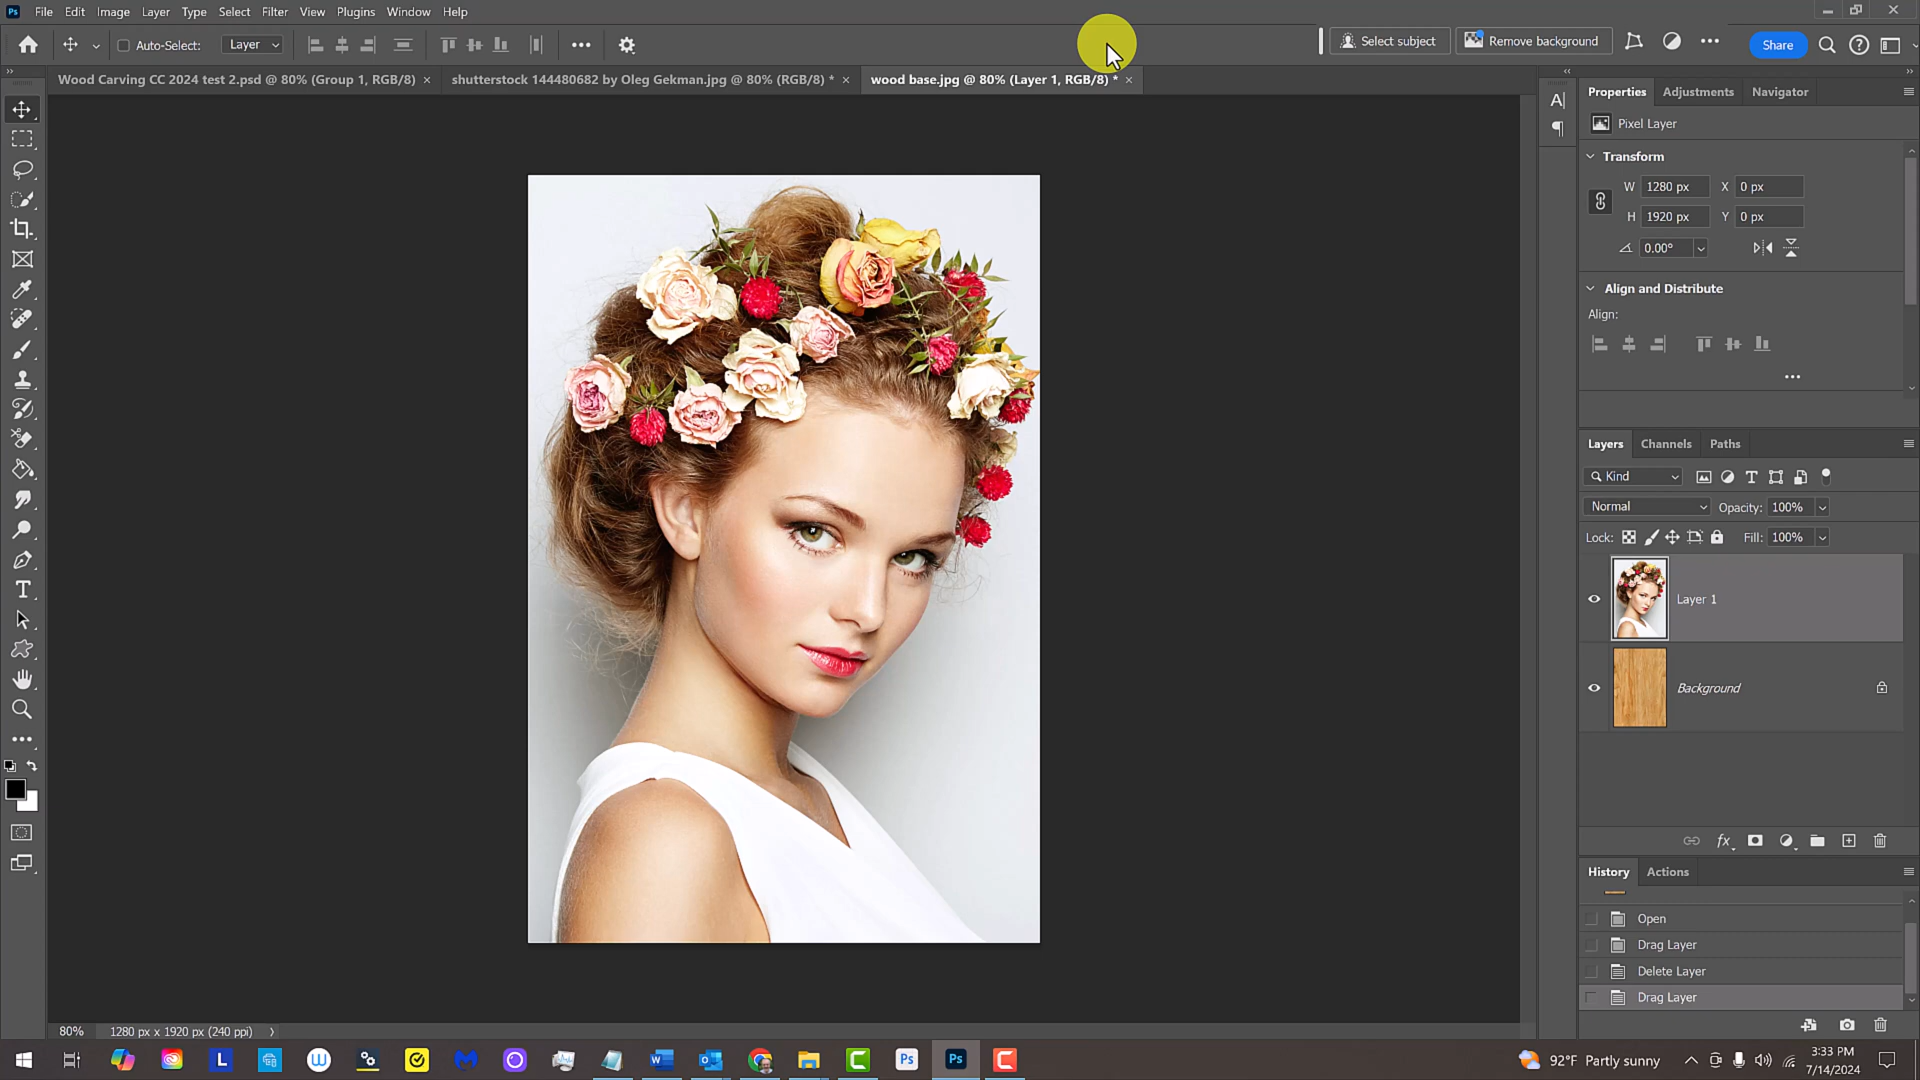 Ps File Edit Image Layer Type Select Filter View Plugins Window Help
Auto-Select: Layer Select subject Remove background Share
Wood Carving CC 2024 test 2.psd @ 80% (Group 1, RGB/8) × shutterstock 144480682 by Oleg Gekman.jpg @ 80% (RGB/8) * × wood base.jpg @ 80% (Layer 1, RGB/8) * ×
Properties Adjustments Navigator
Pixel Layer
Transform
W 1280 px X 0 px
H 1920 px Y 0 px
0.00°
Align and Distribute
Align:
Layers Channels Paths
Kind
Normal Opacity: 100%
Lock: Fill: 100%
Layer 1
Background
fx
History Actions
Open
Drag Layer
Delete Layer
Drag Layer
80% 1280 px x 1920 px (240 ppi)
92°F Partly sunny 3:33 PM
7/14/2024